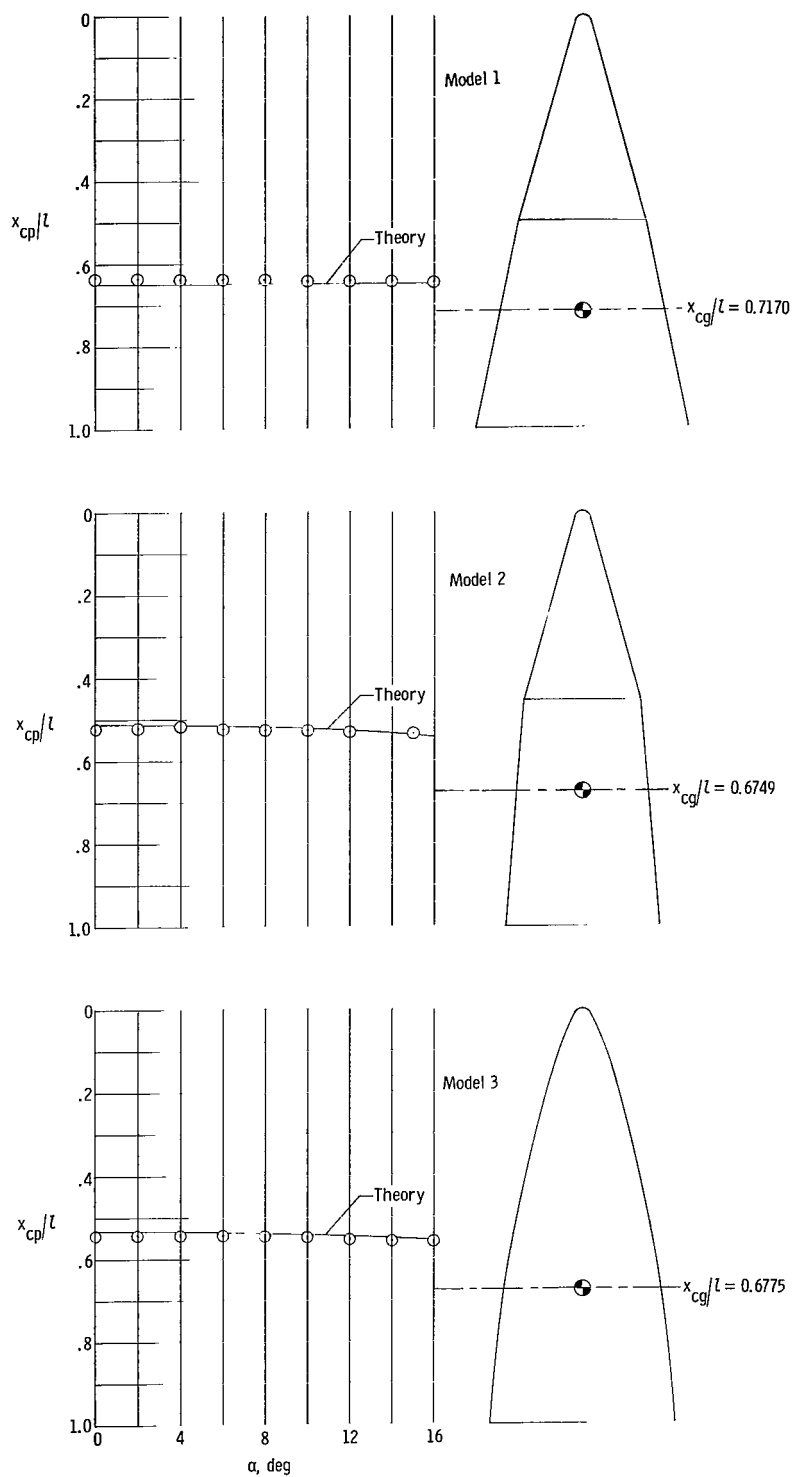 0
.2
.4
x_cp/l
.6
.8
1.0
Theory
Model 1
x_cg/l = 0.7170
0
.2
.4
x_cp/l
.6
.8
1.0
Theory
Model 2
x_cg/l = 0.6749
0
.2
.4
x_cp/l
.6
.8
1.0
Theory
Model 3
x_cg/l = 0.6775
0 4 8 12 16
α, deg